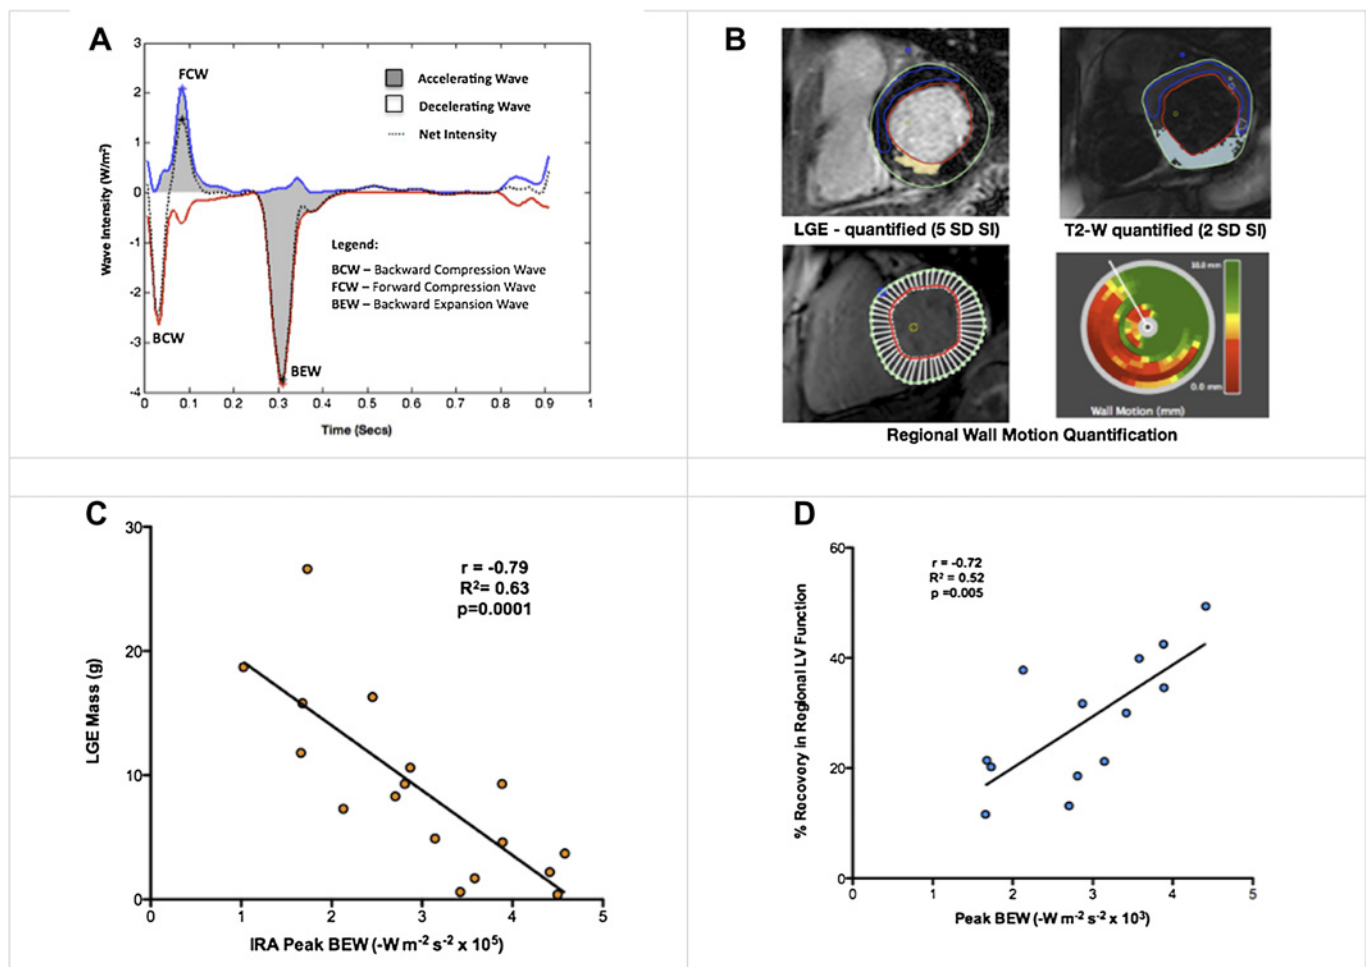 A
3
2
1
0
-1
-2
-3
-4
Wave Intensity (W/m²)
FCW
Accelerating Wave
Decelerating Wave
Net Intensity
Legend:
BCW – Backward Compression Wave
FCW – Forward Compression Wave
BEW – Backward Expansion Wave
BCW
BEW
0 0.1 0.2 0.3 0.4 0.5 0.6 0.7 0.8 0.9 1
Time (Secs)
B
LGE - quantified (5 SD SI)
T2-W quantified (2 SD SI)
10.0 mm
0.0 mm
Wall Motion (mm)
Regional Wall Motion Quantification
C
30
20
10
0
LGE Mass (g)
r = -0.79
R²= 0.63
p=0.0001
0 1 2 3 4 5
IRA Peak BEW (-W m⁻² s⁻² x 10⁵)
D
60
40
20
0
% Recovery in Regional LV Function
r = -0.72
R² = 0.52
p =0.005
0 1 2 3 4 5
Peak BEW (-W m⁻² s⁻² x 10³)